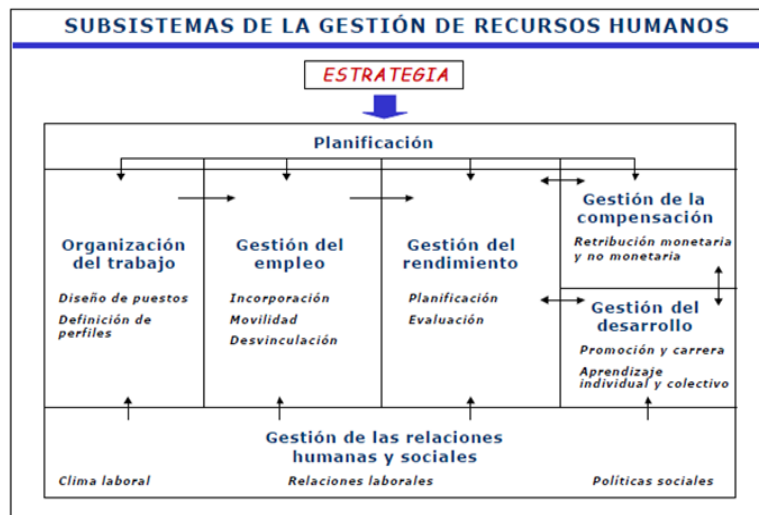 SUBSISTEMAS DE LA GESTIÓN DE RECURSOS HUMANOS
ESTRATEGIA
Planificación
Organización
del trabajo
Diseño de puestos
Definición de
perfiles
Gestión del
empleo
Incorporación
Movilidad
Desvinculación
Gestión del
rendimiento
Planificación
Evaluación
Gestión de la
compensación
Retribución monetaria
y no monetaria
Gestión del
desarrollo
Promoción y carrera
Aprendizaje
individual y colectivo
Gestión de las relaciones
humanas y sociales
Clima laboral
Relaciones laborales
Políticas sociales